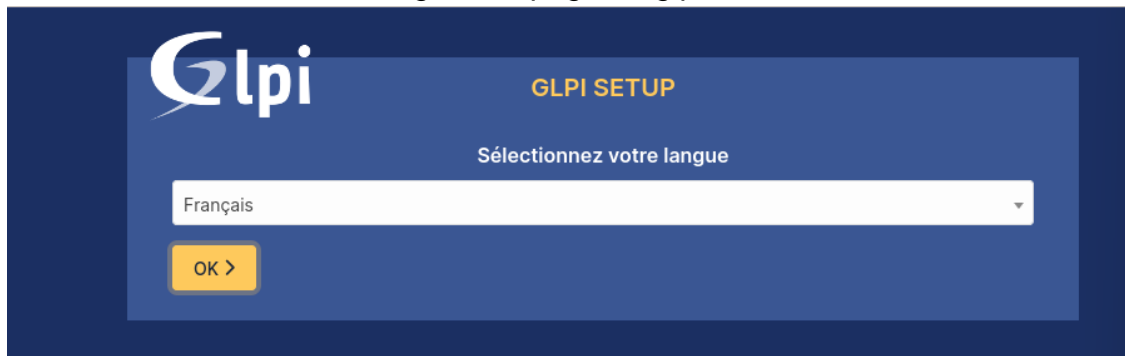 Glpi
GLPI SETUP
Sélectionnez votre langue
Français
OK